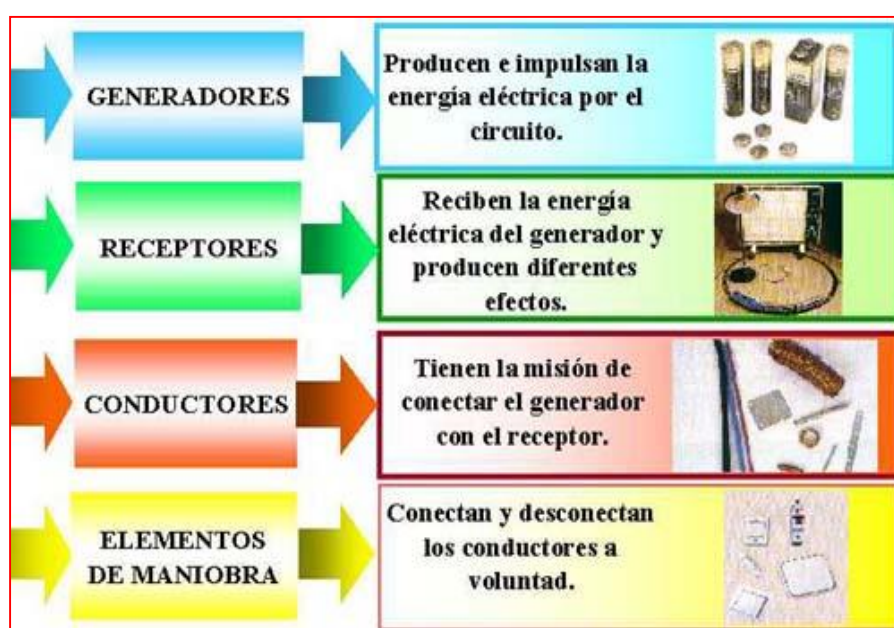 GENERADORES
Producen e impulsan la
energía eléctrica por el
circuito.
RECEPTORES
Reciben la energía
eléctrica del generador y
producen diferentes
efectos.
CONDUCTORES
Tienen la misión de
conectar el generador
con el receptor.
ELEMENTOS
DE MANIOBRA
Conectan y desconectan
los conductores a
voluntad.